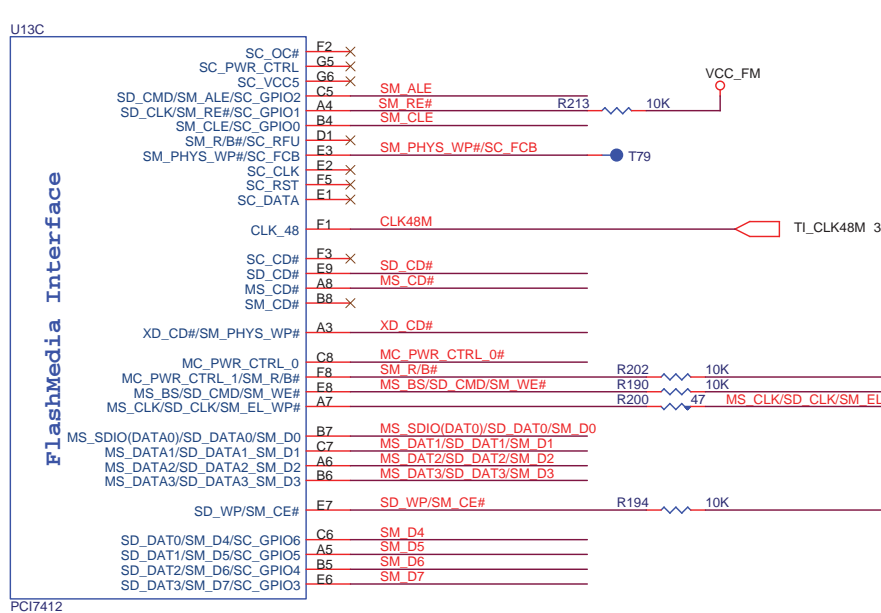 U13C
SC_OC# F2
SC_PWR_CTRL G5
SC_VCC5 G6
VCC_FM
SD_CMD/SM_ALE/SC_GPIO2 C5 SM_ALE
SD_CLK/SM_RE#/SC_GPIO1 A4 SM_RE# R213 10K
SM_CLE/SC_GPIO0 B4 SM_CLE
SM_R/B#/SC_RFU D1
SM_PHYS_WP#/SC_FCB E3 SM_PHYS_WP#/SC_FCB T79
SC_CLK E2
SC_RST F5
SC_DATA E1
CLK_48 F1 CLK48M TI_CLK48M 3
SC_CD# F3
SD_CD# E9 SD_CD#
MS_CD# A8 MS_CD#
SM_CD# B8
XD_CD#/SM_PHYS_WP# A3 XD_CD#
MC_PWR_CTRL_0 C8 MC_PWR_CTRL_0#
MC_PWR_CTRL_1/SM_R/B# F8 SM_R/B# R202 10K
MS_BS/SD_CMD/SM_WE# E8 MS_BS/SD_CMD/SM_WE# R190 10K
MS_CLK/SD_CLK/SM_EL_WP# A7 R200 47 MS_CLK/SD_CLK/SM_EL
MS_SDIO(DATA0)/SD_DATA0/SM_D0 B7 MS_SDIO(DAT0)/SD_DAT0/SM_D0
MS_DATA1/SD_DATA1_SM_D1 C7 MS_DAT1/SD_DAT1/SM_D1
MS_DATA2/SD_DATA2_SM_D2 A6 MS_DAT2/SD_DAT2/SM_D2
MS_DATA3/SD_DATA3_SM_D3 B6 MS_DAT3/SD_DAT3/SM_D3
SD_WP/SM_CE# E7 SD_WP/SM_CE# R194 10K
SD_DAT0/SM_D4/SC_GPIO6 C6 SM_D4
SD_DAT1/SM_D5/SC_GPIO5 A5 SM_D5
SD_DAT2/SM_D6/SC_GPIO4 B5 SM_D6
SD_DAT3/SM_D7/SC_GPIO3 E6 SM_D7
FlashMedia Interface
PCI7412